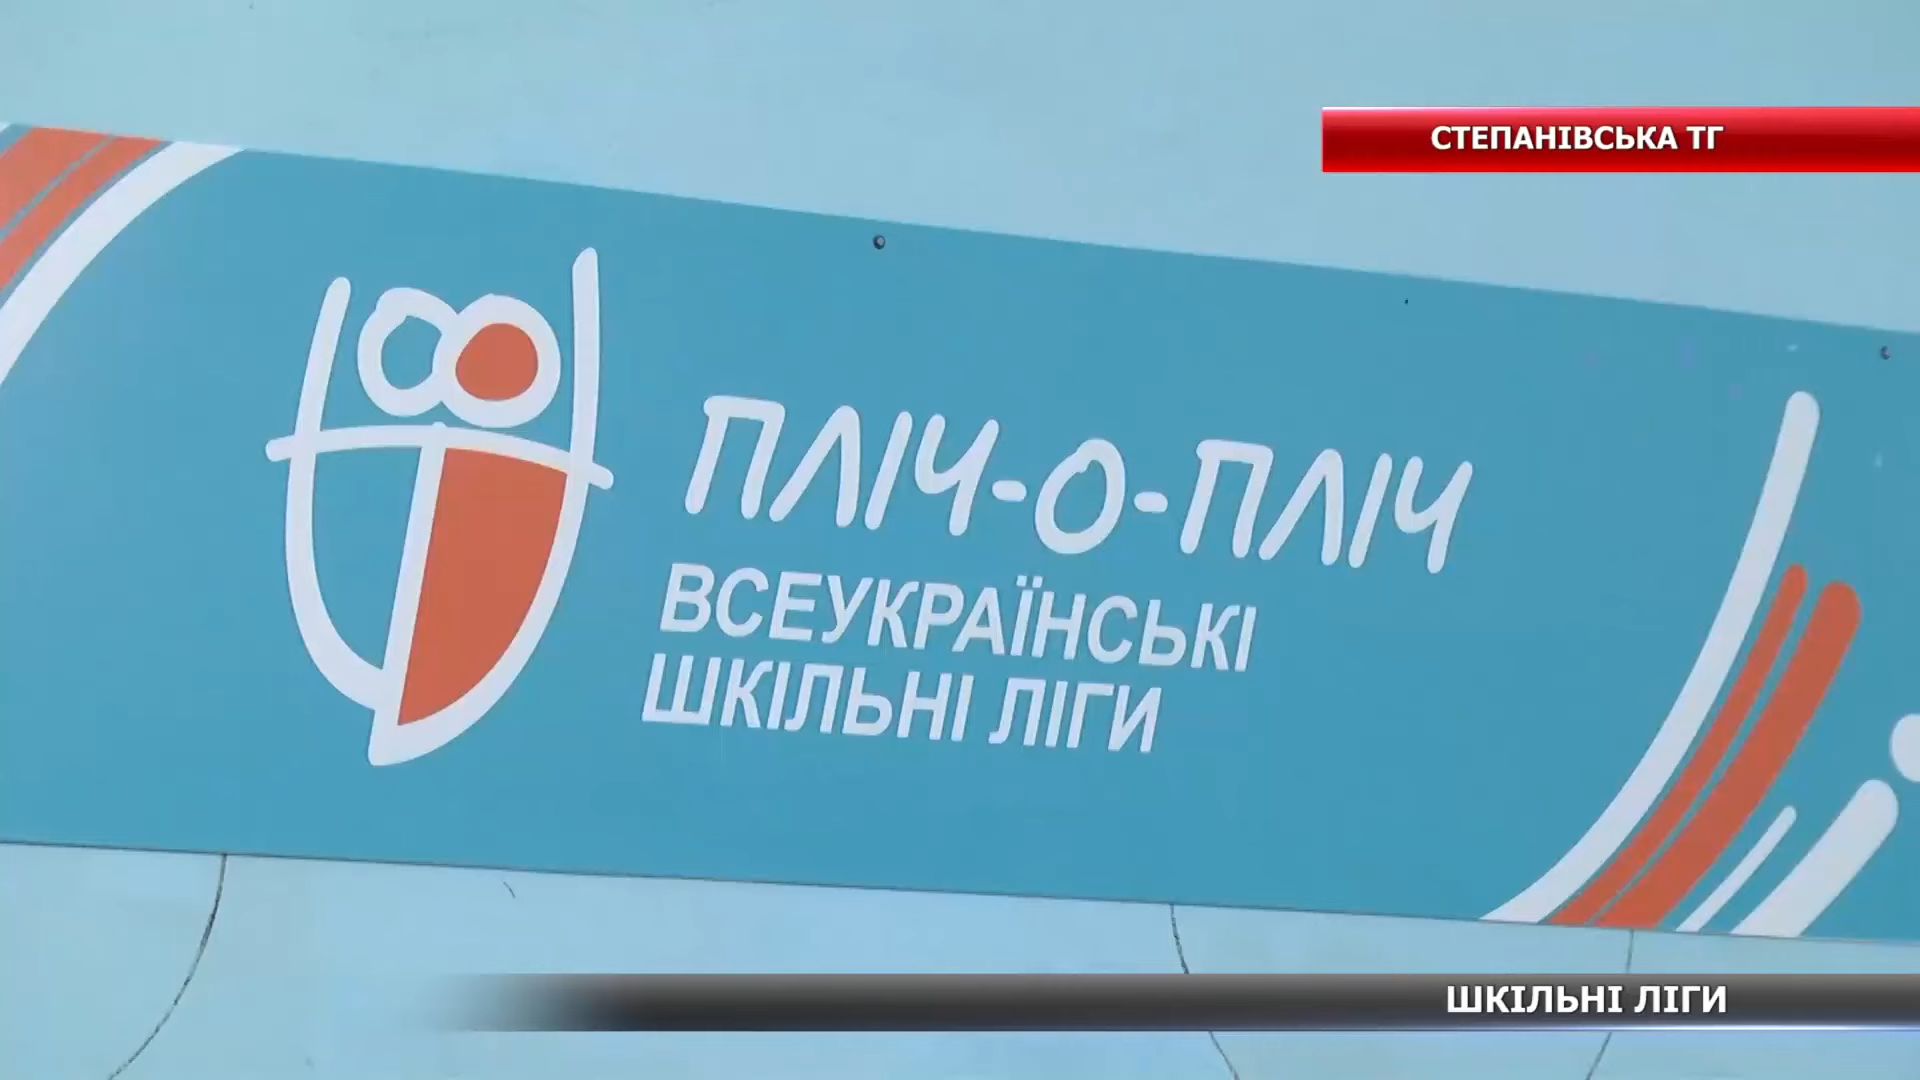 СТЕПАНІВСЬКА ТГ
ПЛІЧ-О-ПЛІЧ
ВСЕУКРАЇНСЬКІ
ШКІЛЬНІ ЛІГИ
ШКІЛЬНІ ЛІГИ